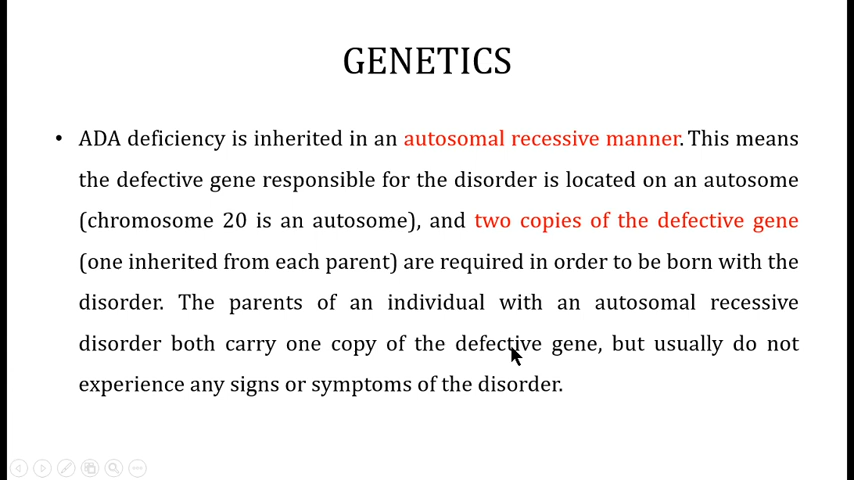 GENETICS
• ADA deficiency is inherited in an autosomal recessive manner. This means
the defective gene responsible for the disorder is located on an autosome
(chromosome 20 is an autosome), and two copies of the defective gene
(one inherited from each parent) are required in order to be born with the
disorder. The parents of an individual with an autosomal recessive
disorder both carry one copy of the defective gene, but usually do not
experience any signs or symptoms of the disorder.